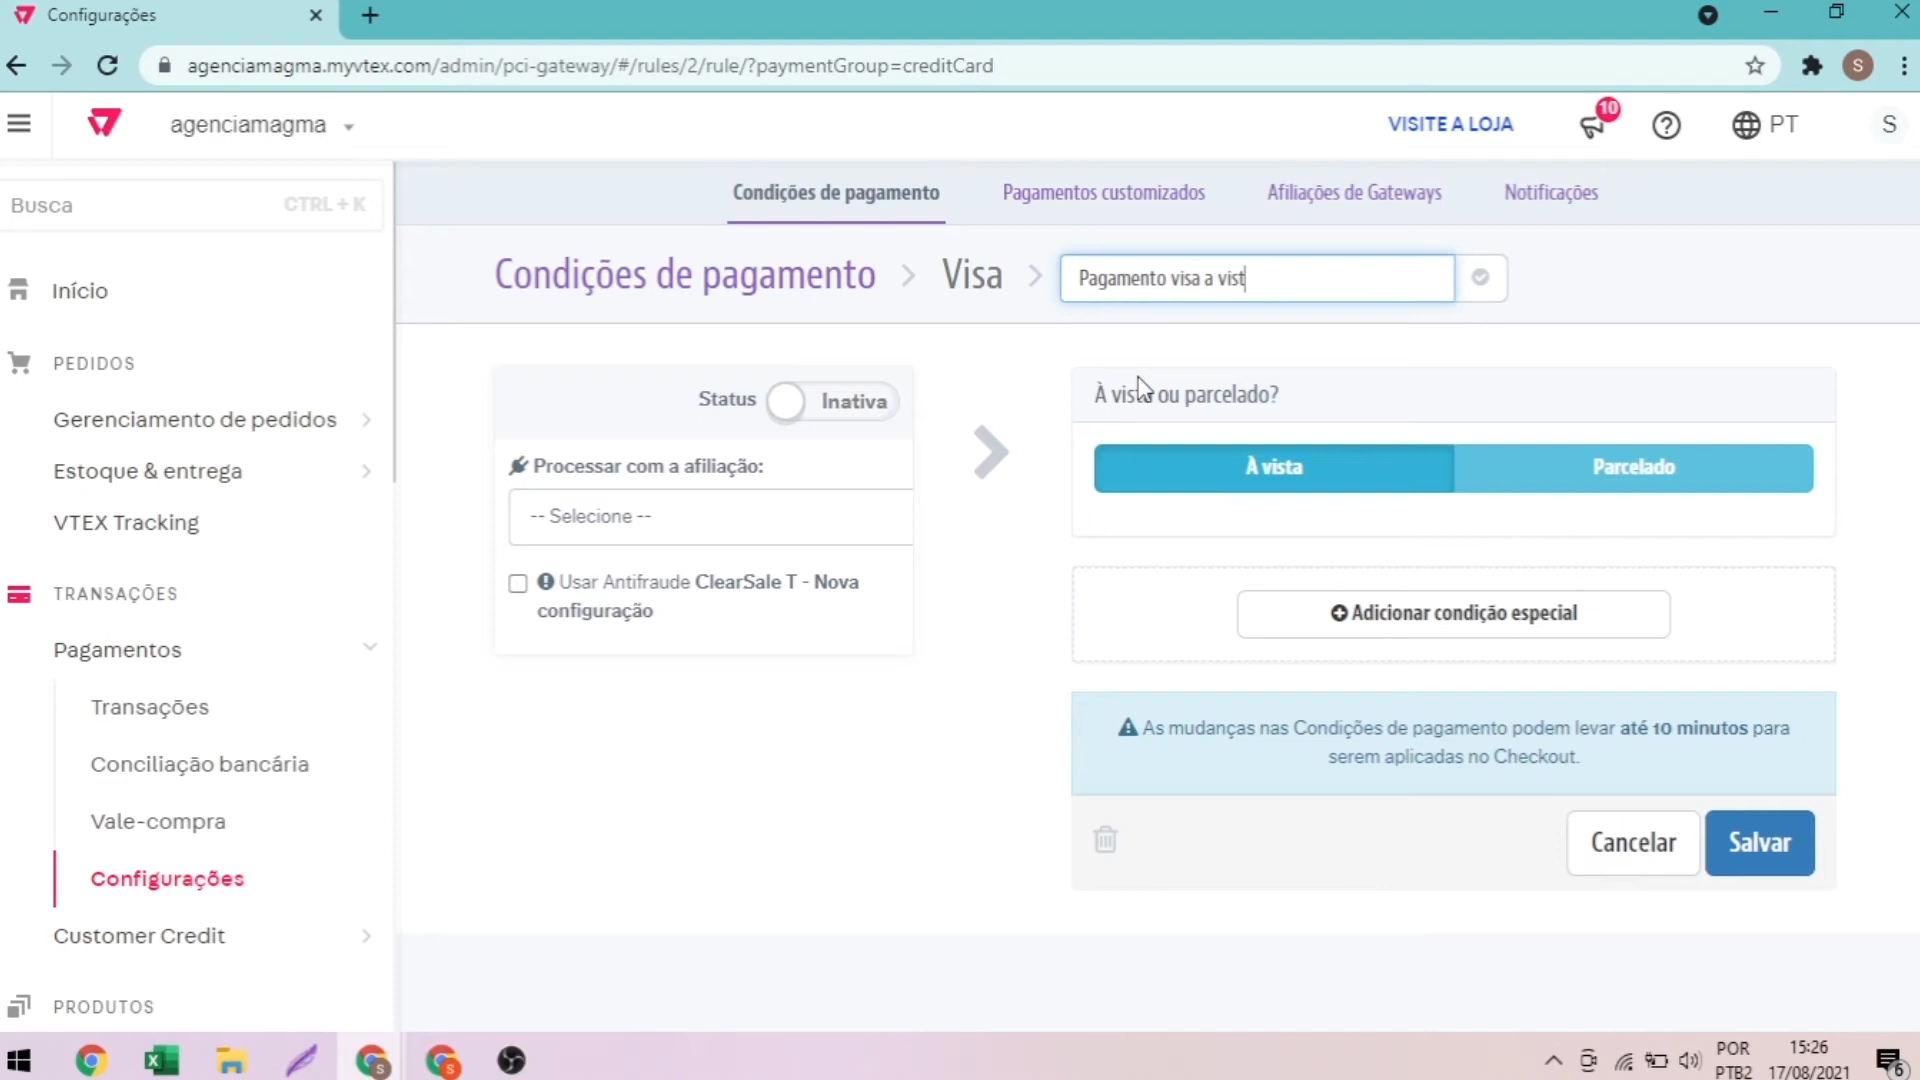 Configurações
agenciamagma.myvtex.com/admin/pci-gateway/#/rules/2/rule/?paymentGroup=creditCard
S
agenciamagma
VISITE A LOJA
10
PT
S
Busca
CTRL + K
Condições de pagamento
Pagamentos customizados
Afiliações de Gateways
Notificações
Condições de pagamento
Visa
Pagamento visa a vist
Início
PEDIDOS
Gerenciamento de pedidos
Estoque & entrega
VTEX Tracking
TRANSAÇÕES
Pagamentos
Transações
Conciliação bancária
Vale-compra
Configurações
Customer Credit
PRODUTOS
Status
Inativa
Processar com a afiliação:
-- Selecione --
Usar Antifraude ClearSale T - Nova
configuração
À vista ou parcelado?
À vista
Parcelado
Adicionar condição especial
As mudanças nas Condições de pagamento podem levar até 10 minutos para
serem aplicadas no Checkout.
Cancelar
Salvar
S
S
POR
PTB2
15:26
17/08/2021
6